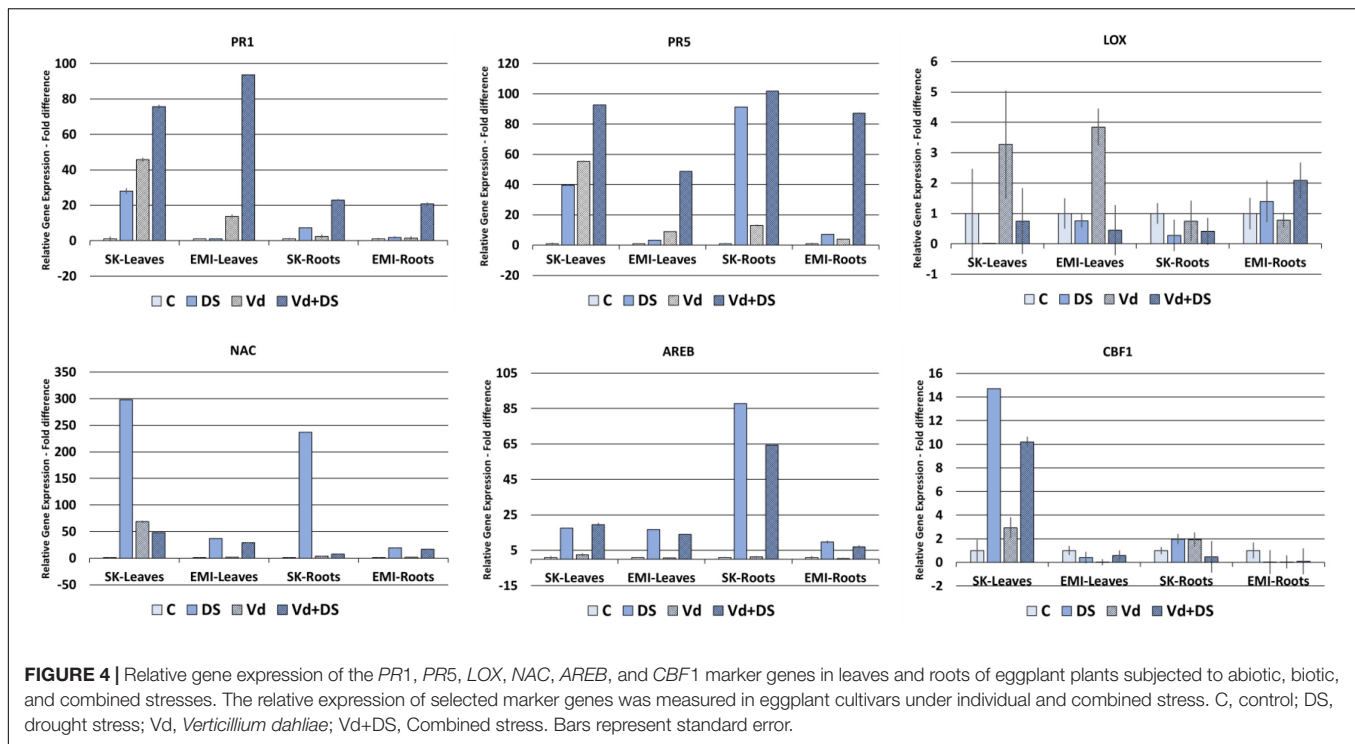 PR1
Relative Gene Expression - Fold difference
100
80
60
40
20
0
-20
SK-Leaves EMI-Leaves SK-Roots EMI-Roots
C DS Vd Vd+DS
PR5
Relative Gene Expression - Fold difference
120
100
80
60
40
20
0
-20
SK-Leaves EMI-Leaves SK-Roots EMI-Roots
C DS Vd Vd+DS
LOX
Relative Gene Expression - Fold difference
6
5
4
3
2
1
0
-1
SK-Leaves EMI-Leaves SK-Roots EMI-Roots
C DS Vd Vd+DS
NAC
Relative Gene Expression - Fold difference
350
300
250
200
150
100
50
0
-50
SK-Leaves EMI-Leaves SK-Roots EMI-Roots
C DS Vd Vd+DS
AREB
Relative Gene Expression - Fold difference
105
85
65
45
25
5
-15
SK-Leaves EMI-Leaves SK-Roots EMI-Roots
C DS Vd Vd+DS
CBF1
Relative Gene Expression - Fold difference
16
14
12
10
8
6
4
2
0
-2
SK-Leaves EMI-Leaves SK-Roots EMI-Roots
C DS Vd Vd+DS
FIGURE 4 | Relative gene expression of the PR1, PR5, LOX, NAC, AREB, and CBF1 marker genes in leaves and roots of eggplant plants subjected to abiotic, biotic,
and combined stresses. The relative expression of selected marker genes was measured in eggplant cultivars under individual and combined stress. C, control; DS,
drought stress; Vd, Verticillium dahliae; Vd+DS, Combined stress. Bars represent standard error.